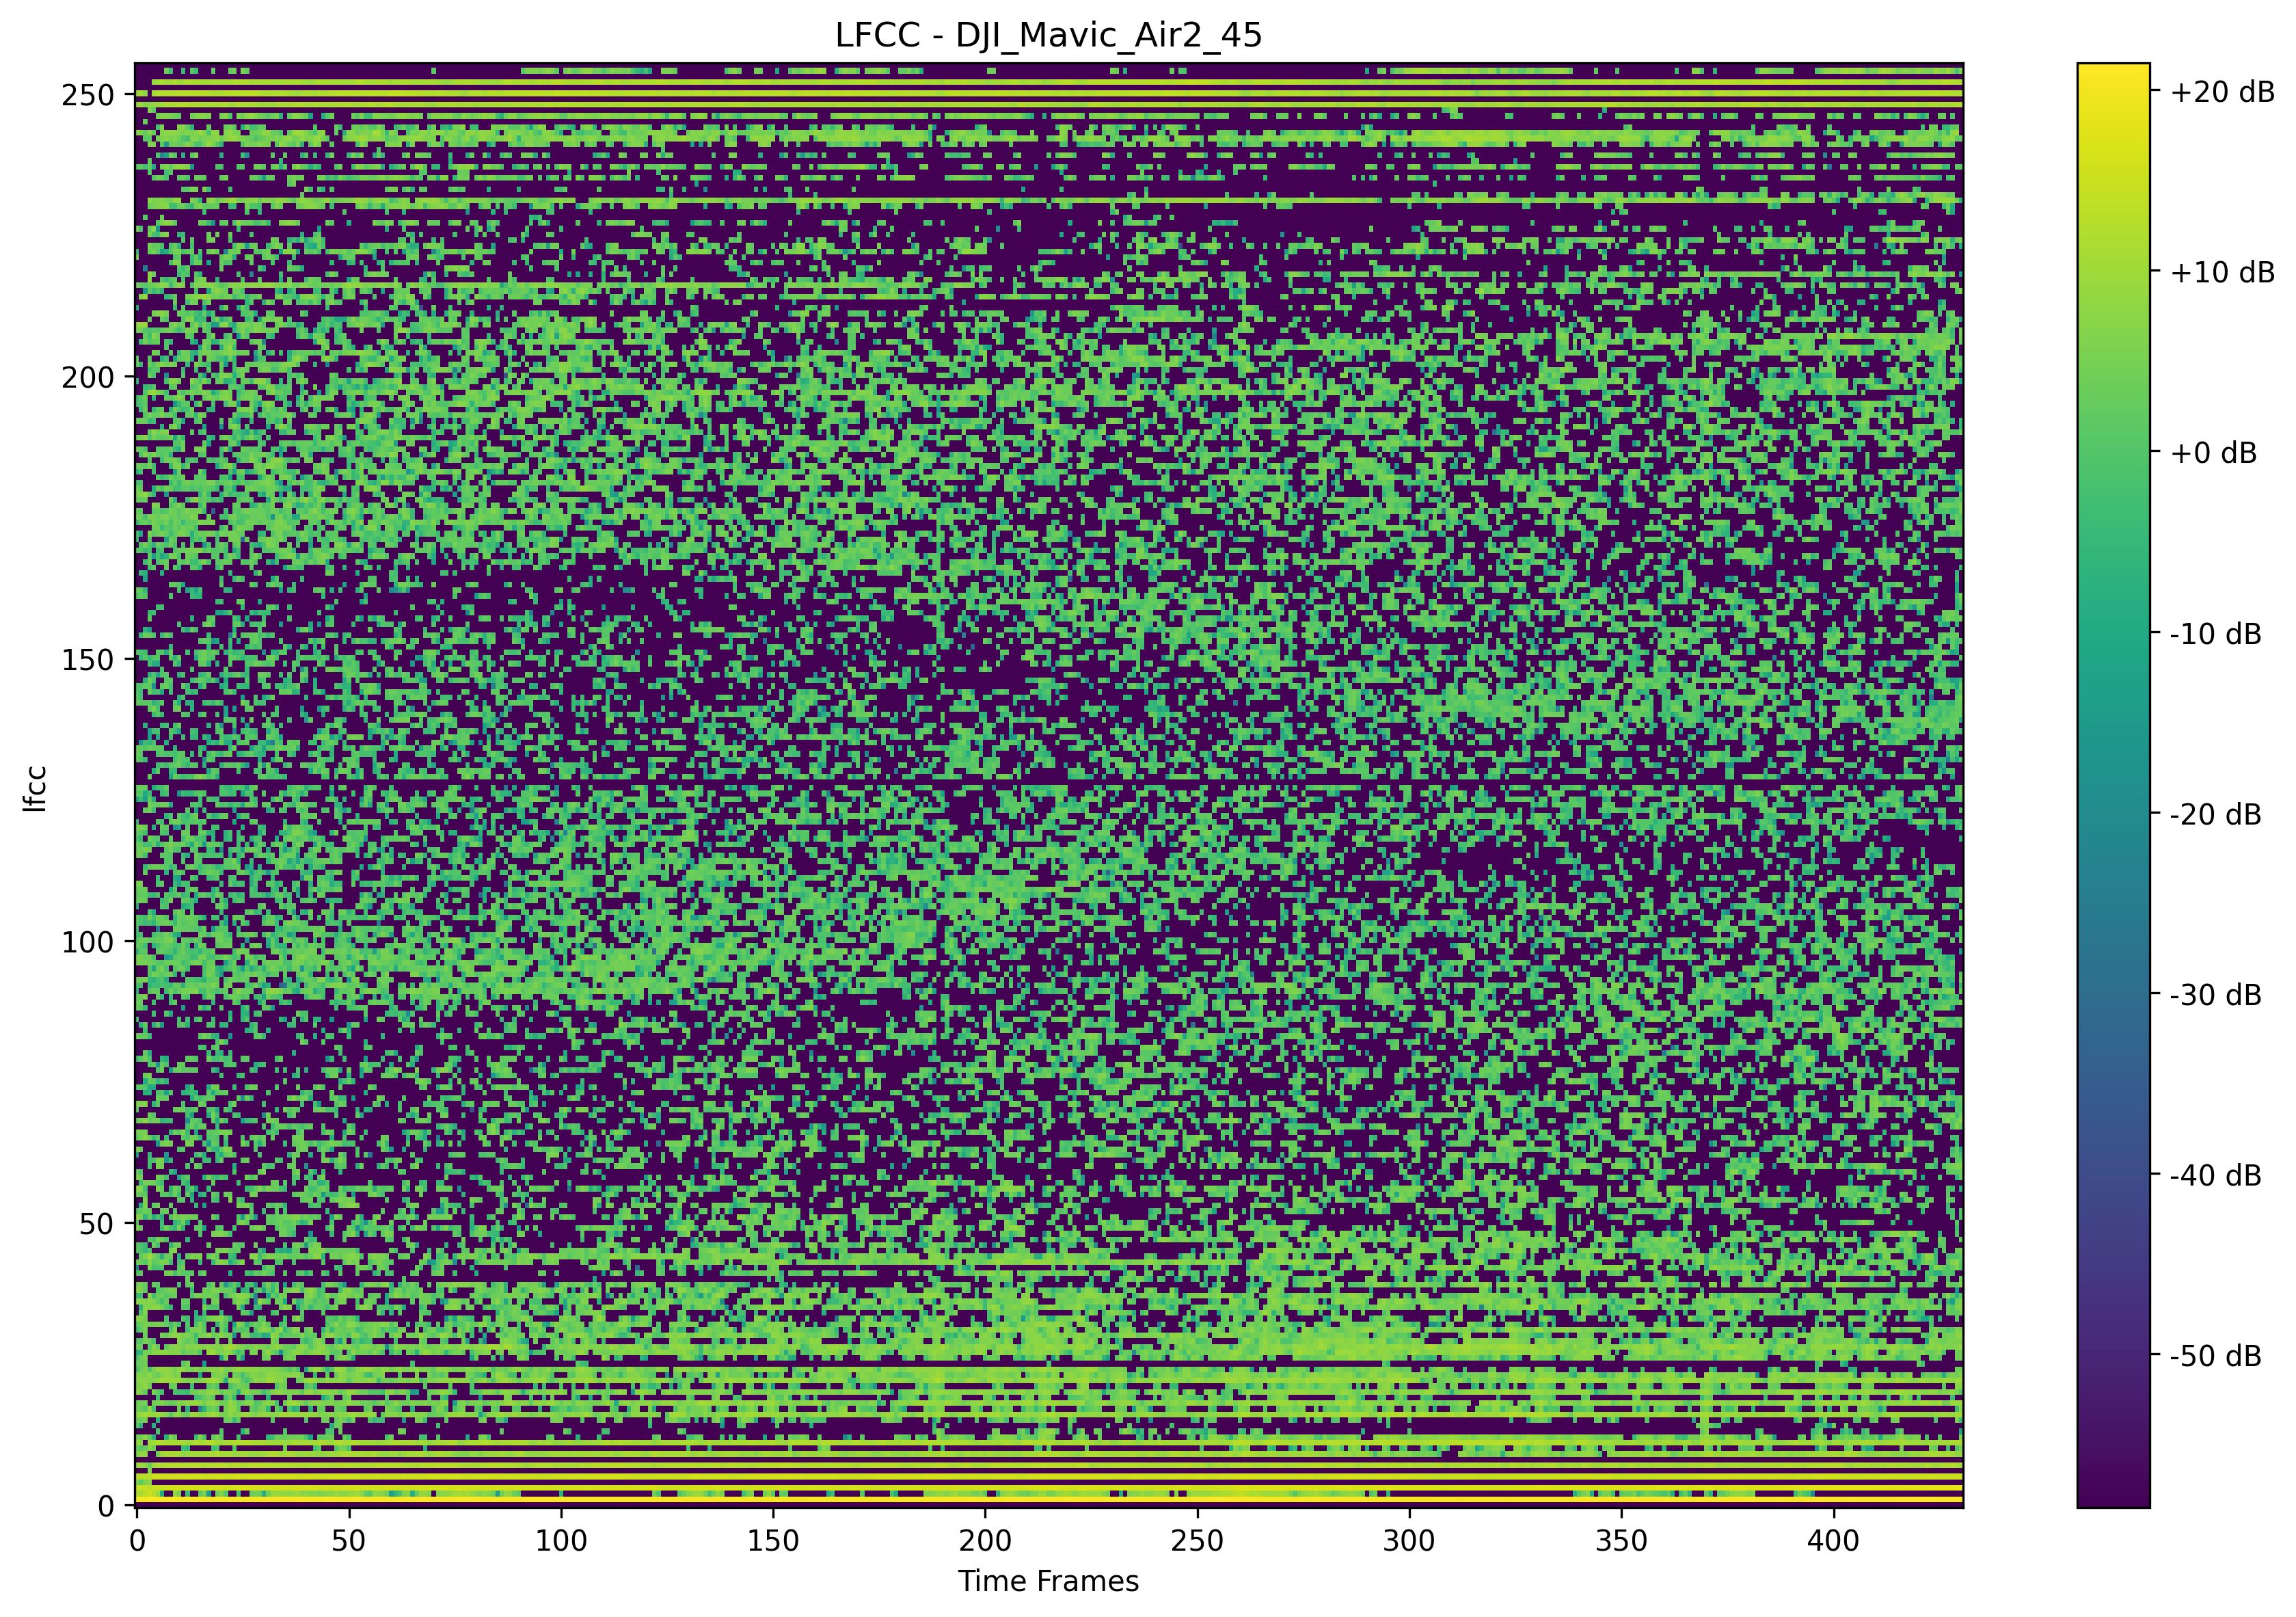 LFCC - DJI_Mavic_Air2_45
250
200
150
100
50
0
lfcc
0 50 100 150 200 250 300 350 400
Time Frames
+20 dB
+10 dB
+0 dB
-10 dB
-20 dB
-30 dB
-40 dB
-50 dB